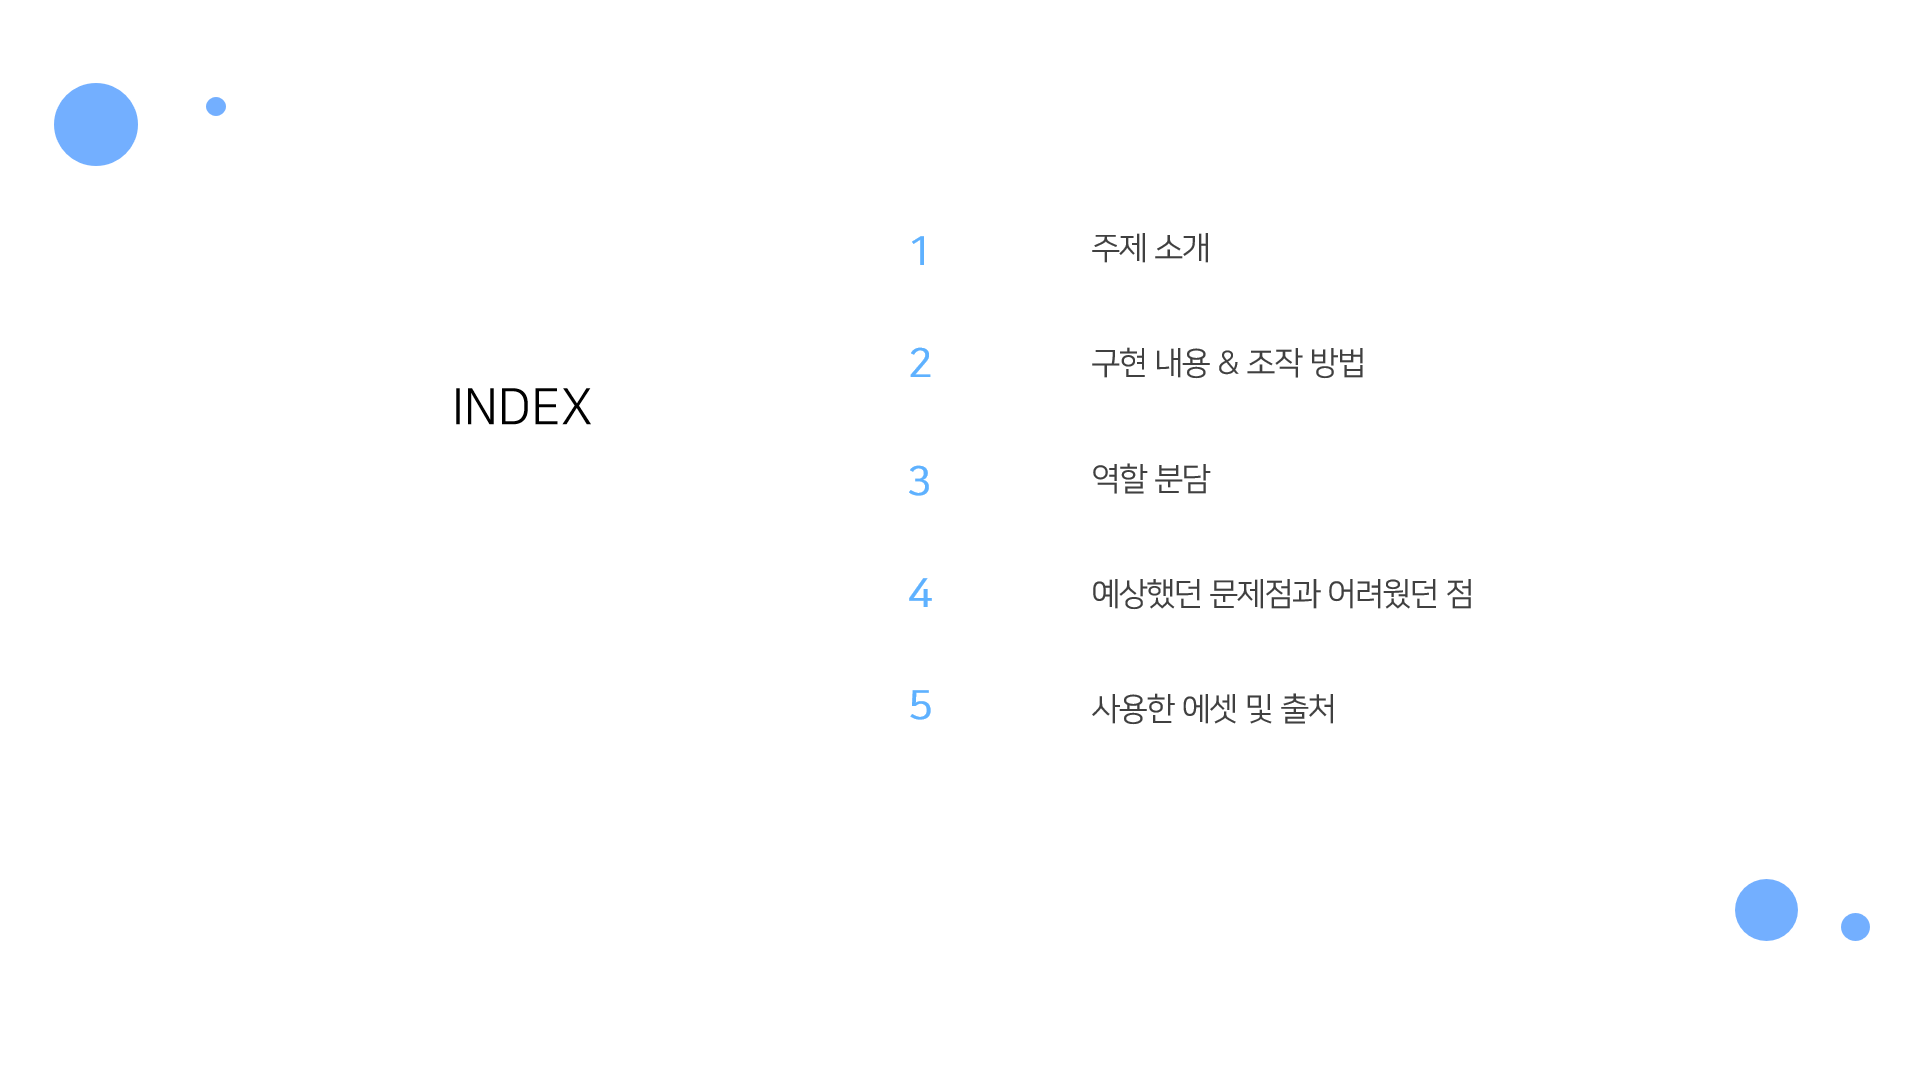 INDEX
1 주제 소개
2 구현 내용 & 조작 방법
3 역할 분담
4 예상했던 문제점과 어려웠던 점
5 사용한 에셋 및 출처